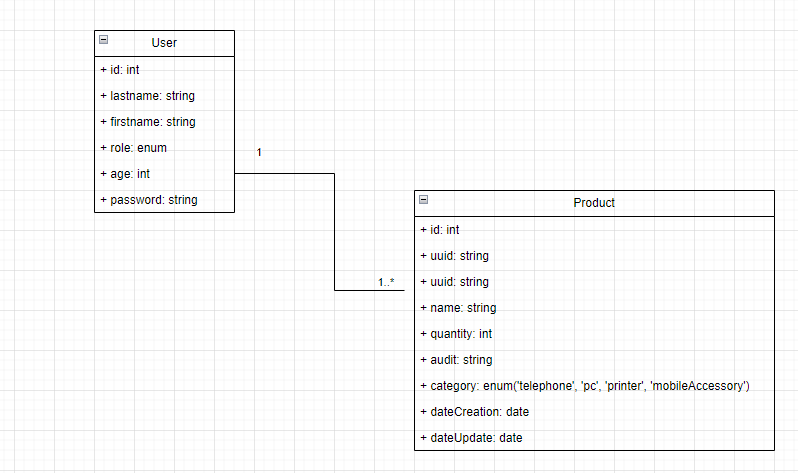 User
+ id: int
+ lastname: string
+ firstname: string
+ role: enum
+ age: int
+ password: string
1
1..*
Product
+ id: int
+ uuid: string
+ uuid: string
+ name: string
+ quantity: int
+ audit: string
+ category: enum('telephone', 'pc', 'printer', 'mobileAccessory')
+ dateCreation: date
+ dateUpdate: date